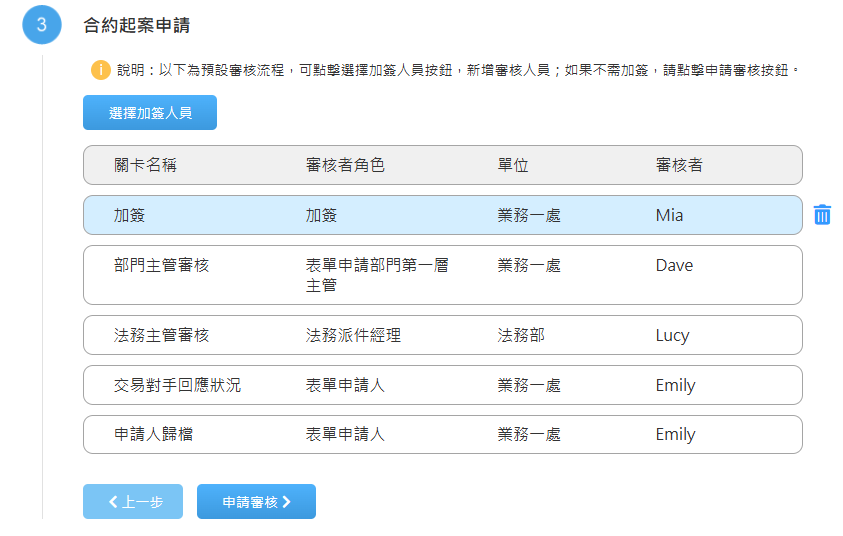 3 合約起案申請
i 說明：以下為預設審核流程，可點擊選擇加簽人員按鈕，新增審核人員；如果不需加簽，請點擊申請審核按鈕。
選擇加簽人員
關卡名稱 審核者角色 單位 審核者
加簽 加簽 業務一處 Mia
部門主管審核 表單申請部門第一層 業務一處 Dave
主管
法務主管審核 法務派件經理 法務部 Lucy
交易對手回應狀況 表單申請人 業務一處 Emily
申請人歸檔 表單申請人 業務一處 Emily
上一步 申請審核